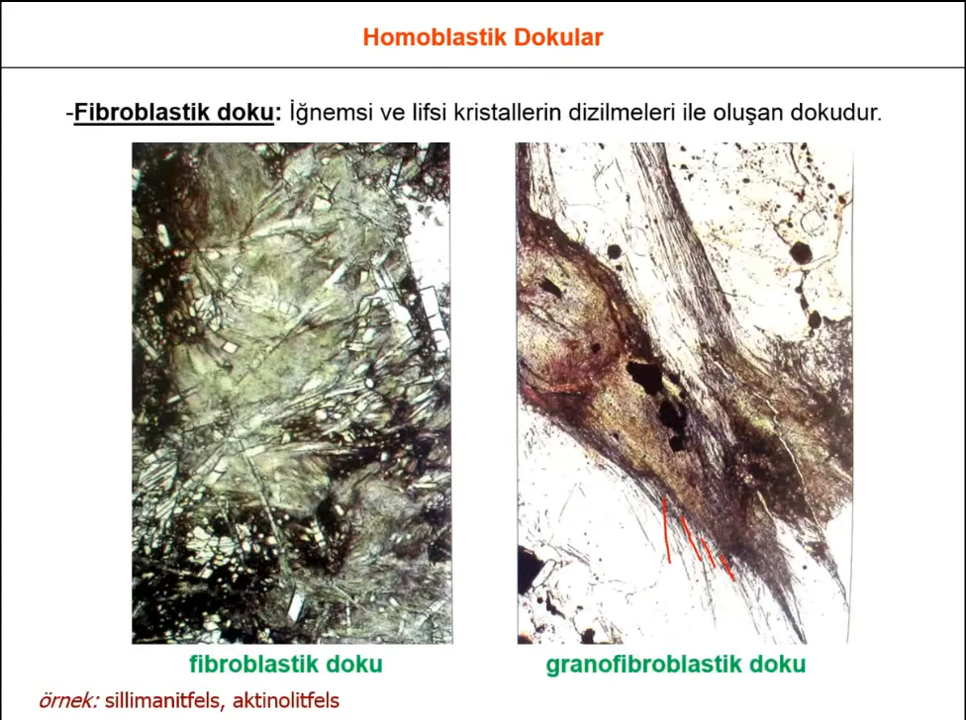 Homoblastik Dokular
-Fibroblastik doku: İğnemsi ve lifsi kristallerin dizilmeleri ile oluşan dokudur.
fibroblastik doku
granofibroblastik doku
örnek: sillimanitfels, aktinolitfels